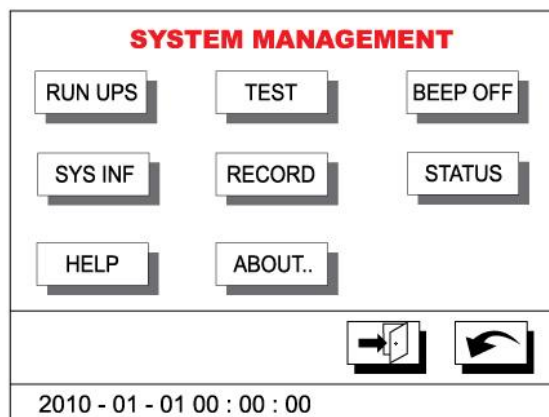 SYSTEM MANAGEMENT
RUN UPS TEST BEEP OFF
SYS INF RECORD STATUS
HELP ABOUT..
2010 - 01 - 01 00 : 00 : 00